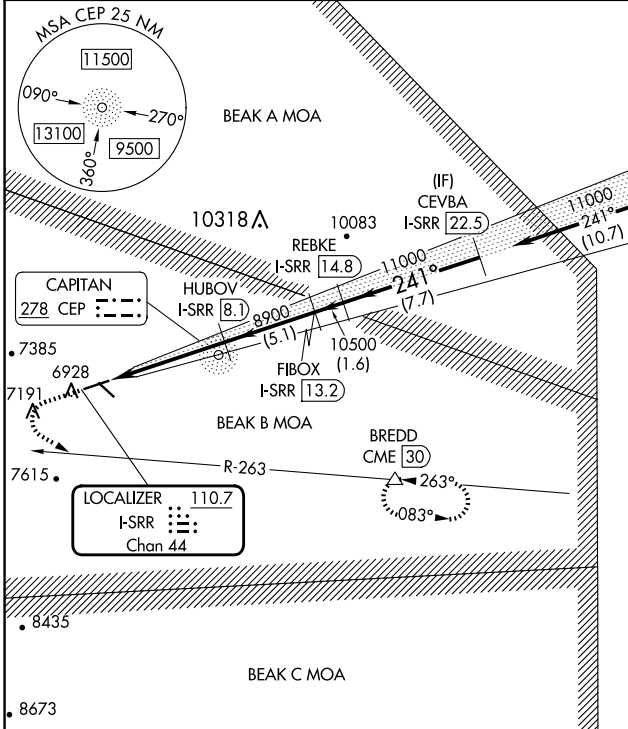 MSA CEP 25 NM
11500
090°
270°
13100
9500
360°
BEAK A MOA
(IF)
CEVBA
I-SRR 22.5
11000
241°
(10.7)
10318
10083
REBKE
I-SRR 14.8
11000
241°
(7.7)
CAPITAN
278 CEP
HUBOV
I-SRR 8.1
8900
(5.1)
10500
(1.6)
FIBOX
I-SRR 13.2
7385
6928
7191
BEAK B MOA
BREDD
CME 30
R-263
263°
083°
7615
LOCALIZER 110.7
I-SRR
Chan 44
8435
BEAK C MOA
8673